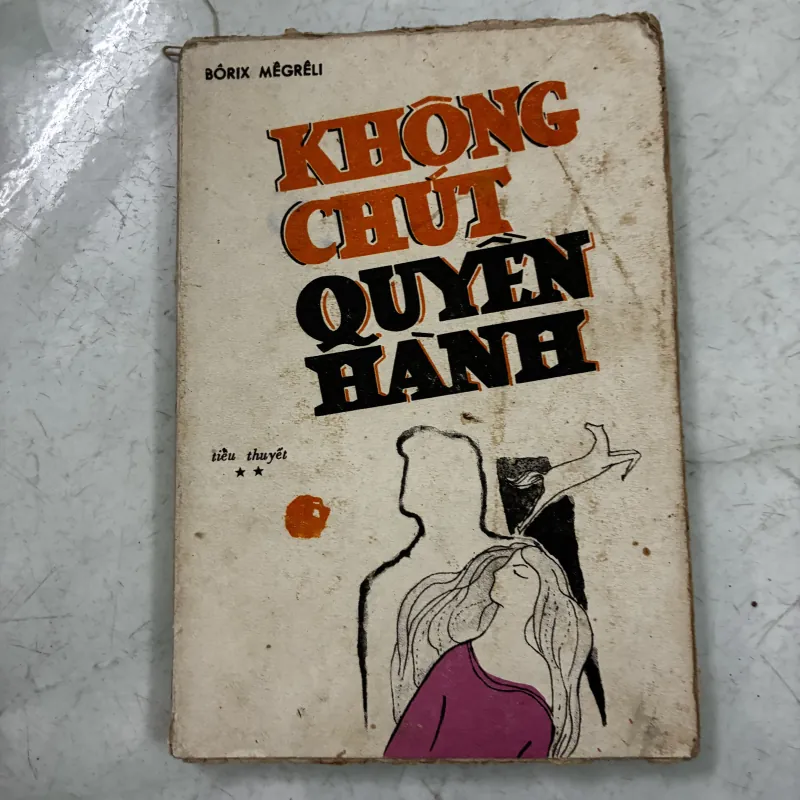 BÔRIX MÊGRÊLI
KHÔNG
CHÚT
QUYỀN
HÀNH
tiểu thuyết
★ ★